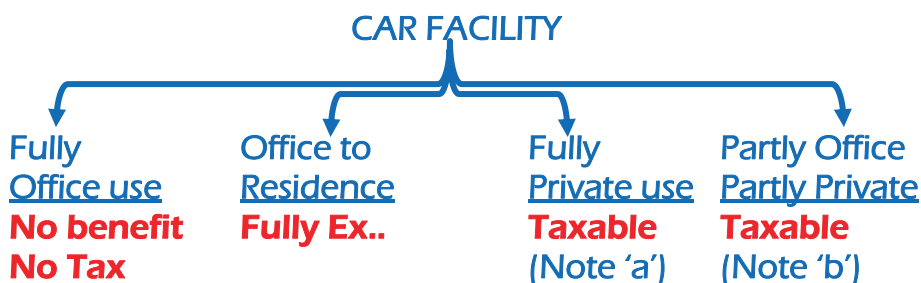 CAR FACILITY
Fully
Office use
No benefit
No Tax
Office to
Residence
Fully Ex..
Fully
Private use
Taxable
(Note ‘a’)
Partly Office
Partly Private
Taxable
(Note ‘b’)